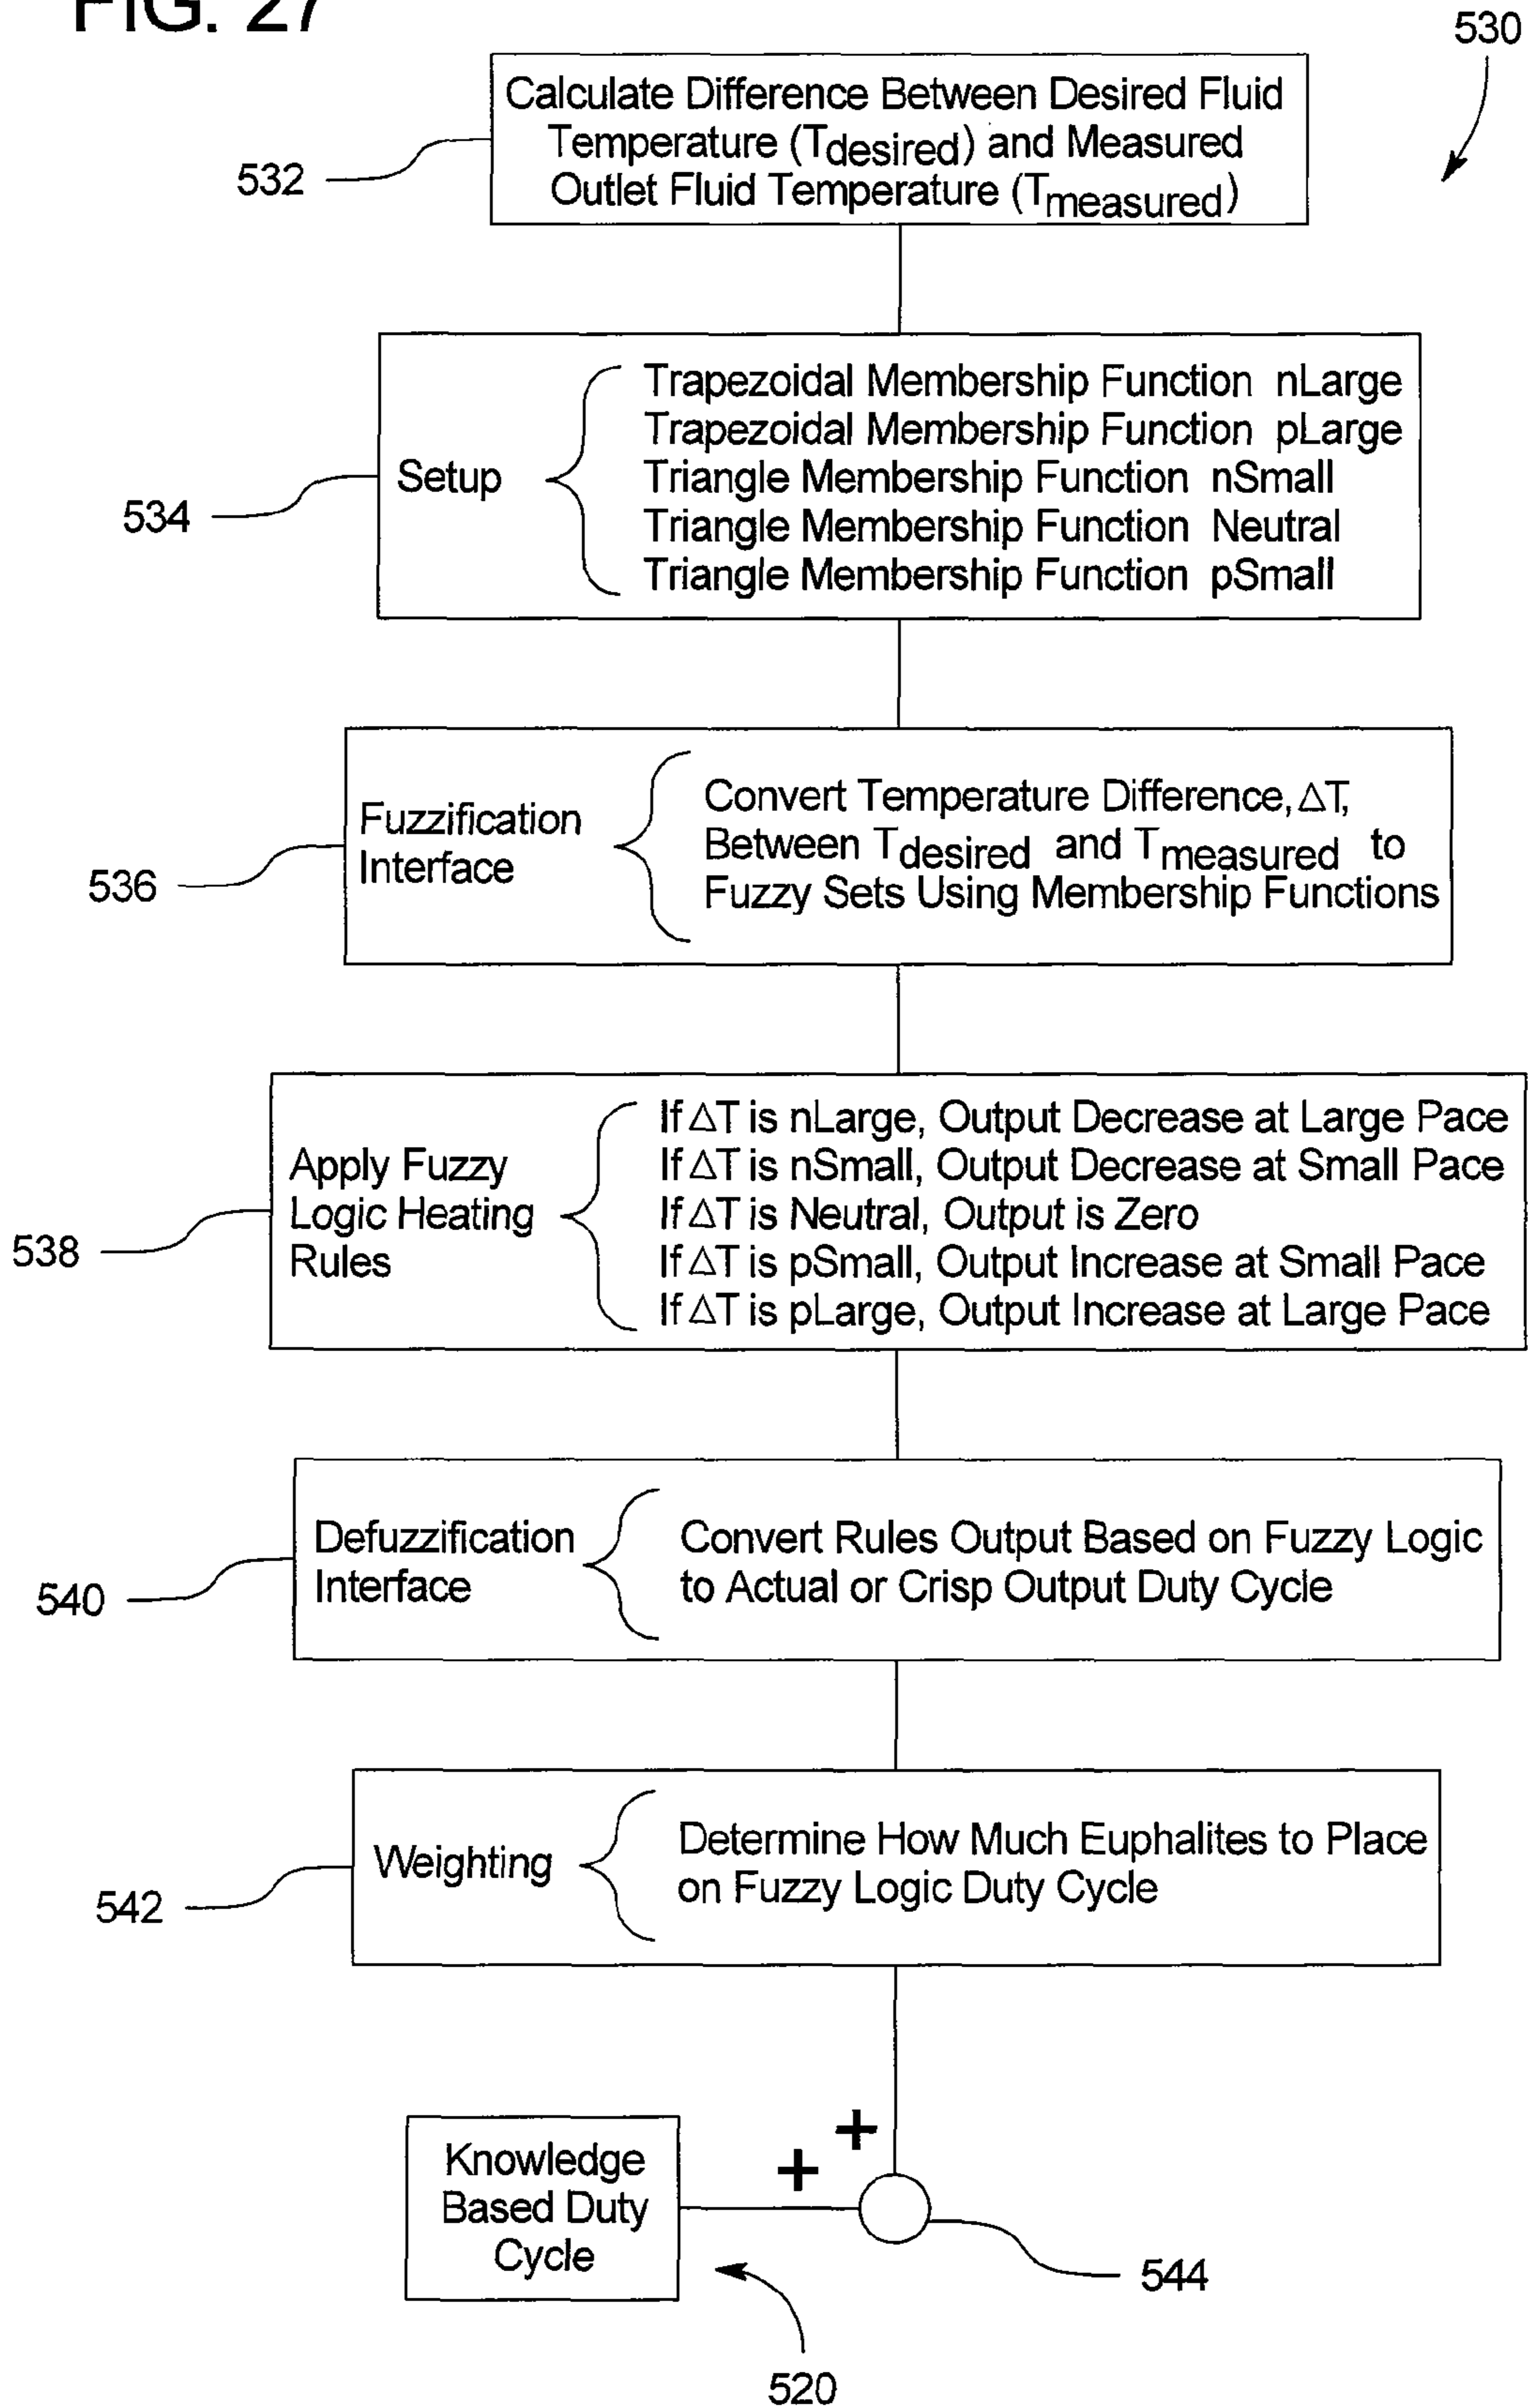 FIG. 27
530
Calculate Difference Between Desired Fluid
Temperature (Tdesired) and Measured
Outlet Fluid Temperature (Tmeasured)
532
Setup
Trapezoidal Membership Function nLarge
Trapezoidal Membership Function pLarge
Triangle Membership Function nSmall
Triangle Membership Function Neutral
Triangle Membership Function pSmall
534
Fuzzification
Interface
Convert Temperature Difference, △T,
Between Tdesired and Tmeasured to
Fuzzy Sets Using Membership Functions
536
Apply Fuzzy
Logic Heating
Rules
If △T is nLarge, Output Decrease at Large Pace
If △T is nSmall, Output Decrease at Small Pace
If △T is Neutral, Output is Zero
If △T is pSmall, Output Increase at Small Pace
If △T is pLarge, Output Increase at Large Pace
538
Defuzzification
Interface
Convert Rules Output Based on Fuzzy Logic
to Actual or Crisp Output Duty Cycle
540
Weighting
Determine How Much Euphalites to Place
on Fuzzy Logic Duty Cycle
542
+
+
Knowledge
Based Duty
Cycle
544
520